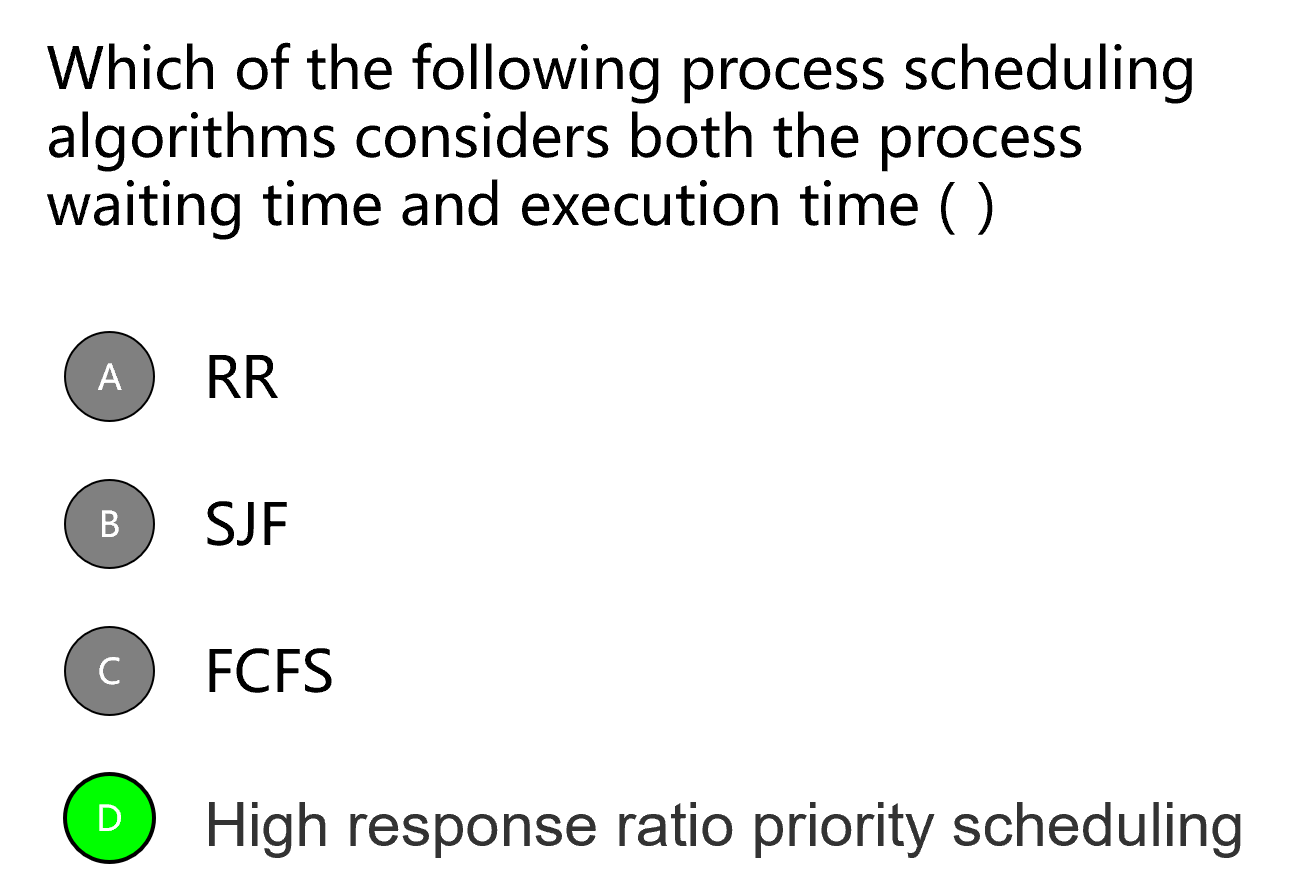 Which of the following process scheduling
algorithms considers both the process
waiting time and execution time ( )
A RR
B SJF
C FCFS
D High response ratio priority scheduling